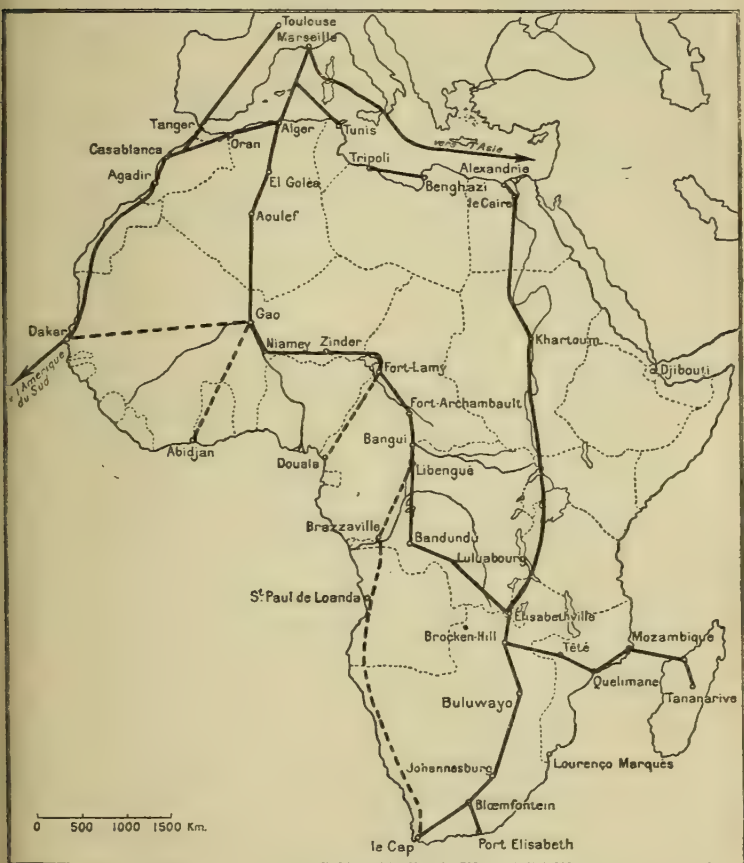 Toulouse
Marseille
Tanger
Alger
Tunis
Oran
Casablanca
vers l'Asie
Tripoli
Alexandrie
Agadir
El Goléa
Benghazi
le Caire
Aoulef
Gao
Dakar
Niamey
Zinder
Khartoum
Fort-Lamy
Djibouti
vers l'Amérique
du Sud
Fort-Archambault
Bangui
Abidjan
Douala
Libengué
Brazzaville
Bandundu
Luluabourg
St Paul de Loanda
Elisabethville
Brocken-Hill
Mozambique
Tété
Quelimane
Tananarive
Buluwayo
Johannesburg
Lourenço Marquès
Blœmfontein
0 500 1000 1500 Km.
le Cap
Port Elisabeth